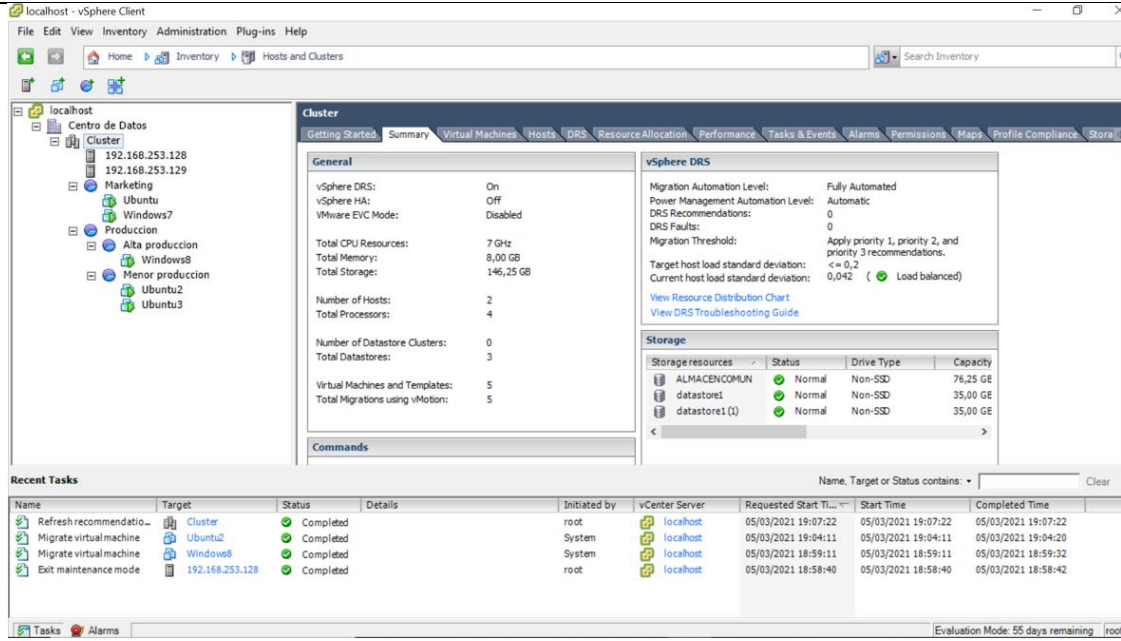 localhost - vSphere Client
File Edit View Inventory Administration Plug-ins Help
Home Inventory Hosts and Clusters Search Inventory
localhost
Centro de Datos
Cluster
192.168.253.128
192.168.253.129
Marketing
Ubuntu
Windows7
Produccion
Alta produccion
Windows8
Menor produccion
Ubuntu2
Ubuntu3
Cluster
Getting Started Summary Virtual Machines Hosts DRS Resource Allocation Performance Tasks & Events Alarms Permissions Maps Profile Compliance Stora
General
vSphere DRS: On
vSphere HA: Off
VMware EVC Mode: Disabled
Total CPU Resources: 7 GHz
Total Memory: 8,00 GB
Total Storage: 146,25 GB
Number of Hosts: 2
Total Processors: 4
Number of Datastore Clusters: 0
Total Datastores: 3
Virtual Machines and Templates: 5
Total Migrations using vMotion: 5
Commands
vSphere DRS
Migration Automation Level: Fully Automated
Power Management Automation Level: Automatic
DRS Recommendations: 0
DRS Faults: 0
Migration Threshold: Apply priority 1, priority 2, and
priority 3 recommendations.
Target host load standard deviation: <= 0,2
Current host load standard deviation: 0,042 ( Load balanced)
View Resource Distribution Chart
View DRS Troubleshooting Guide
Storage
Storage resources Status Drive Type Capacity
ALMACENCOMUN Normal Non-SSD 76,25 GB
datastore1 Normal Non-SSD 35,00 GB
datastore1 (1) Normal Non-SSD 35,00 GB
Recent Tasks Name, Target or Status contains: Clear
Name Target Status Details Initiated by vCenter Server Requested Start Ti... Start Time Completed Time
Refresh recommendatio... Cluster Completed root localhost 05/03/2021 19:07:22 05/03/2021 19:07:22 05/03/2021 19:07:22
Migrate virtual machine Ubuntu2 Completed System localhost 05/03/2021 19:04:11 05/03/2021 19:04:11 05/03/2021 19:04:20
Migrate virtual machine Windows8 Completed System localhost 05/03/2021 18:59:11 05/03/2021 18:59:11 05/03/2021 18:59:32
Exit maintenance mode 192.168.253.128 Completed root localhost 05/03/2021 18:58:40 05/03/2021 18:58:40 05/03/2021 18:58:42
Tasks Alarms Evaluation Mode: 55 days remaining root